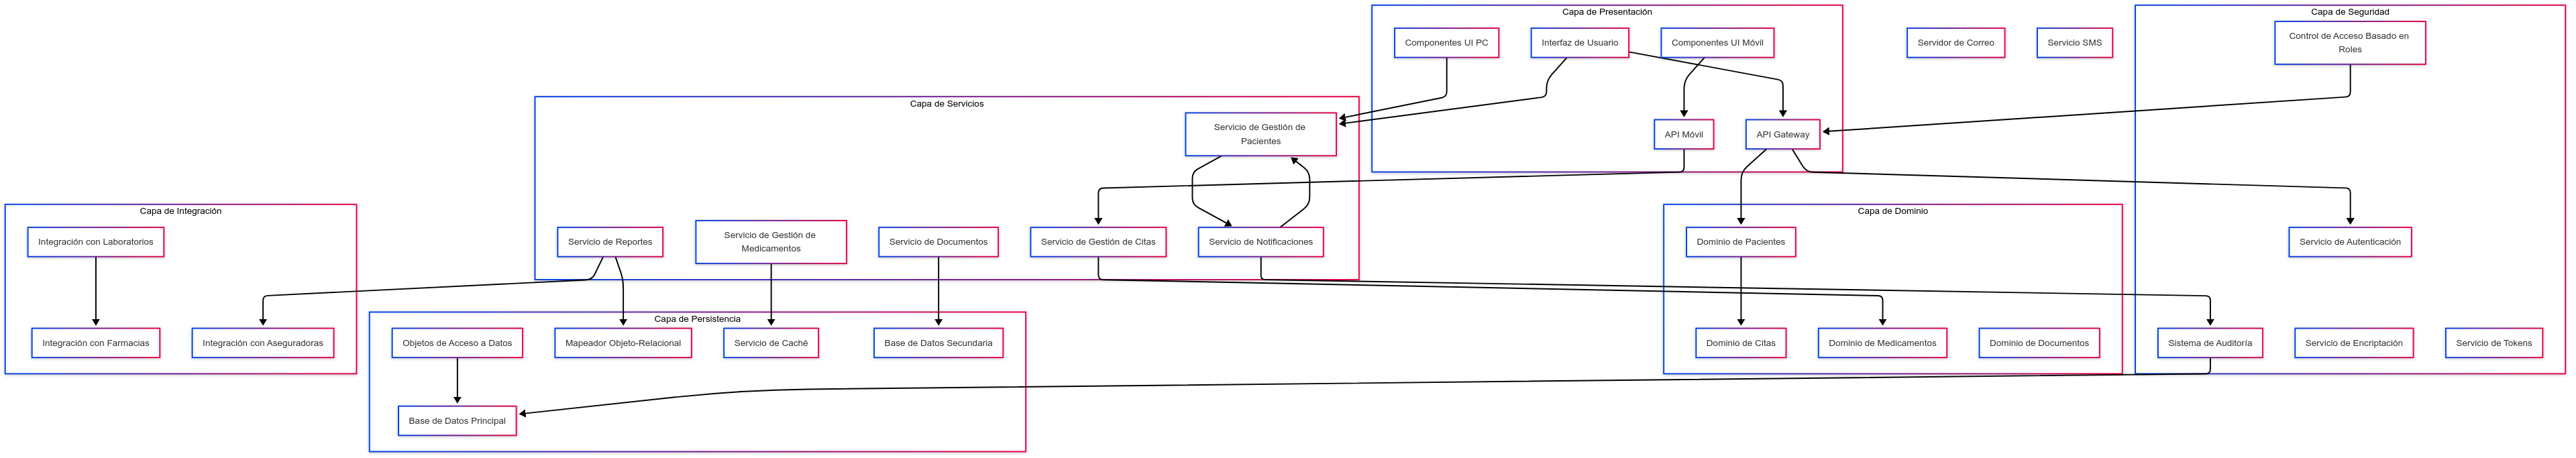 Capa de Presentación
Capa de Seguridad
Componentes UI PC
Interfaz de Usuario
Componentes UI Móvil
Servidor de Correo
Servicio SMS
Control de Acceso Basado en
Roles
Capa de Servicios
Servicio de Gestión de
Pacientes
API Móvil
API Gateway
Capa de Integración
Capa de Dominio
Integración con Laboratorios
Servicio de Reportes
Servicio de Gestión de
Medicamentos
Servicio de Documentos
Servicio de Gestión de Citas
Servicio de Notificaciones
Dominio de Pacientes
Servicio de Autenticación
Capa de Persistencia
Integración con Farmacias
Integración con Aseguradoras
Objetos de Acceso a Datos
Mapeador Objeto-Relacional
Servicio de Caché
Base de Datos Secundaria
Dominio de Citas
Dominio de Medicamentos
Dominio de Documentos
Sistema de Auditoría
Servicio de Encriptación
Servicio de Tokens
Base de Datos Principal